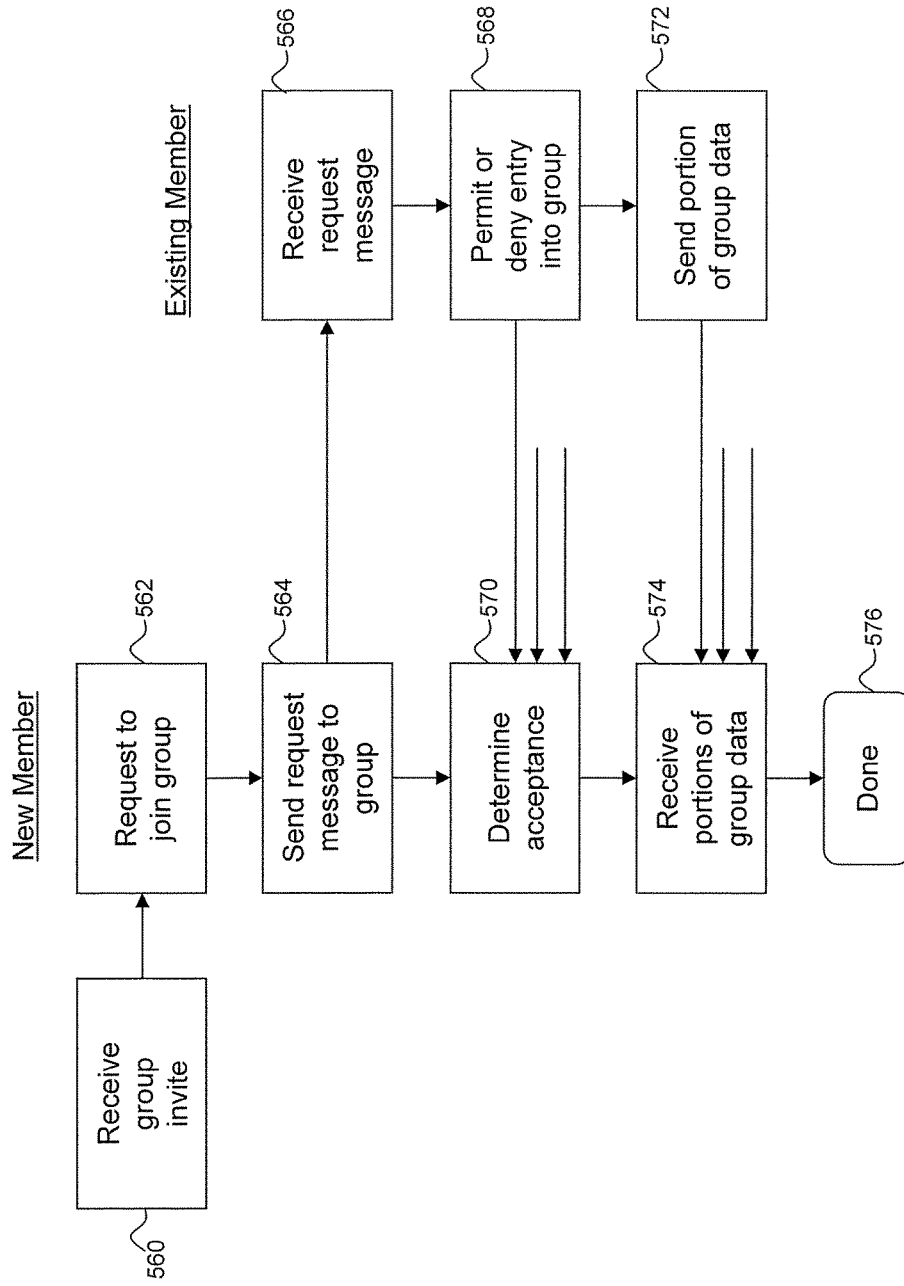 New Member
Existing Member
560
Receive
group
invite
562
Request to
join group
564
Send request
message to
group
566
Receive
request
message
568
Permit or
deny entry
into group
570
Determine
acceptance
572
Send portion
of group data
574
Receive
portions of
group data
576
Done